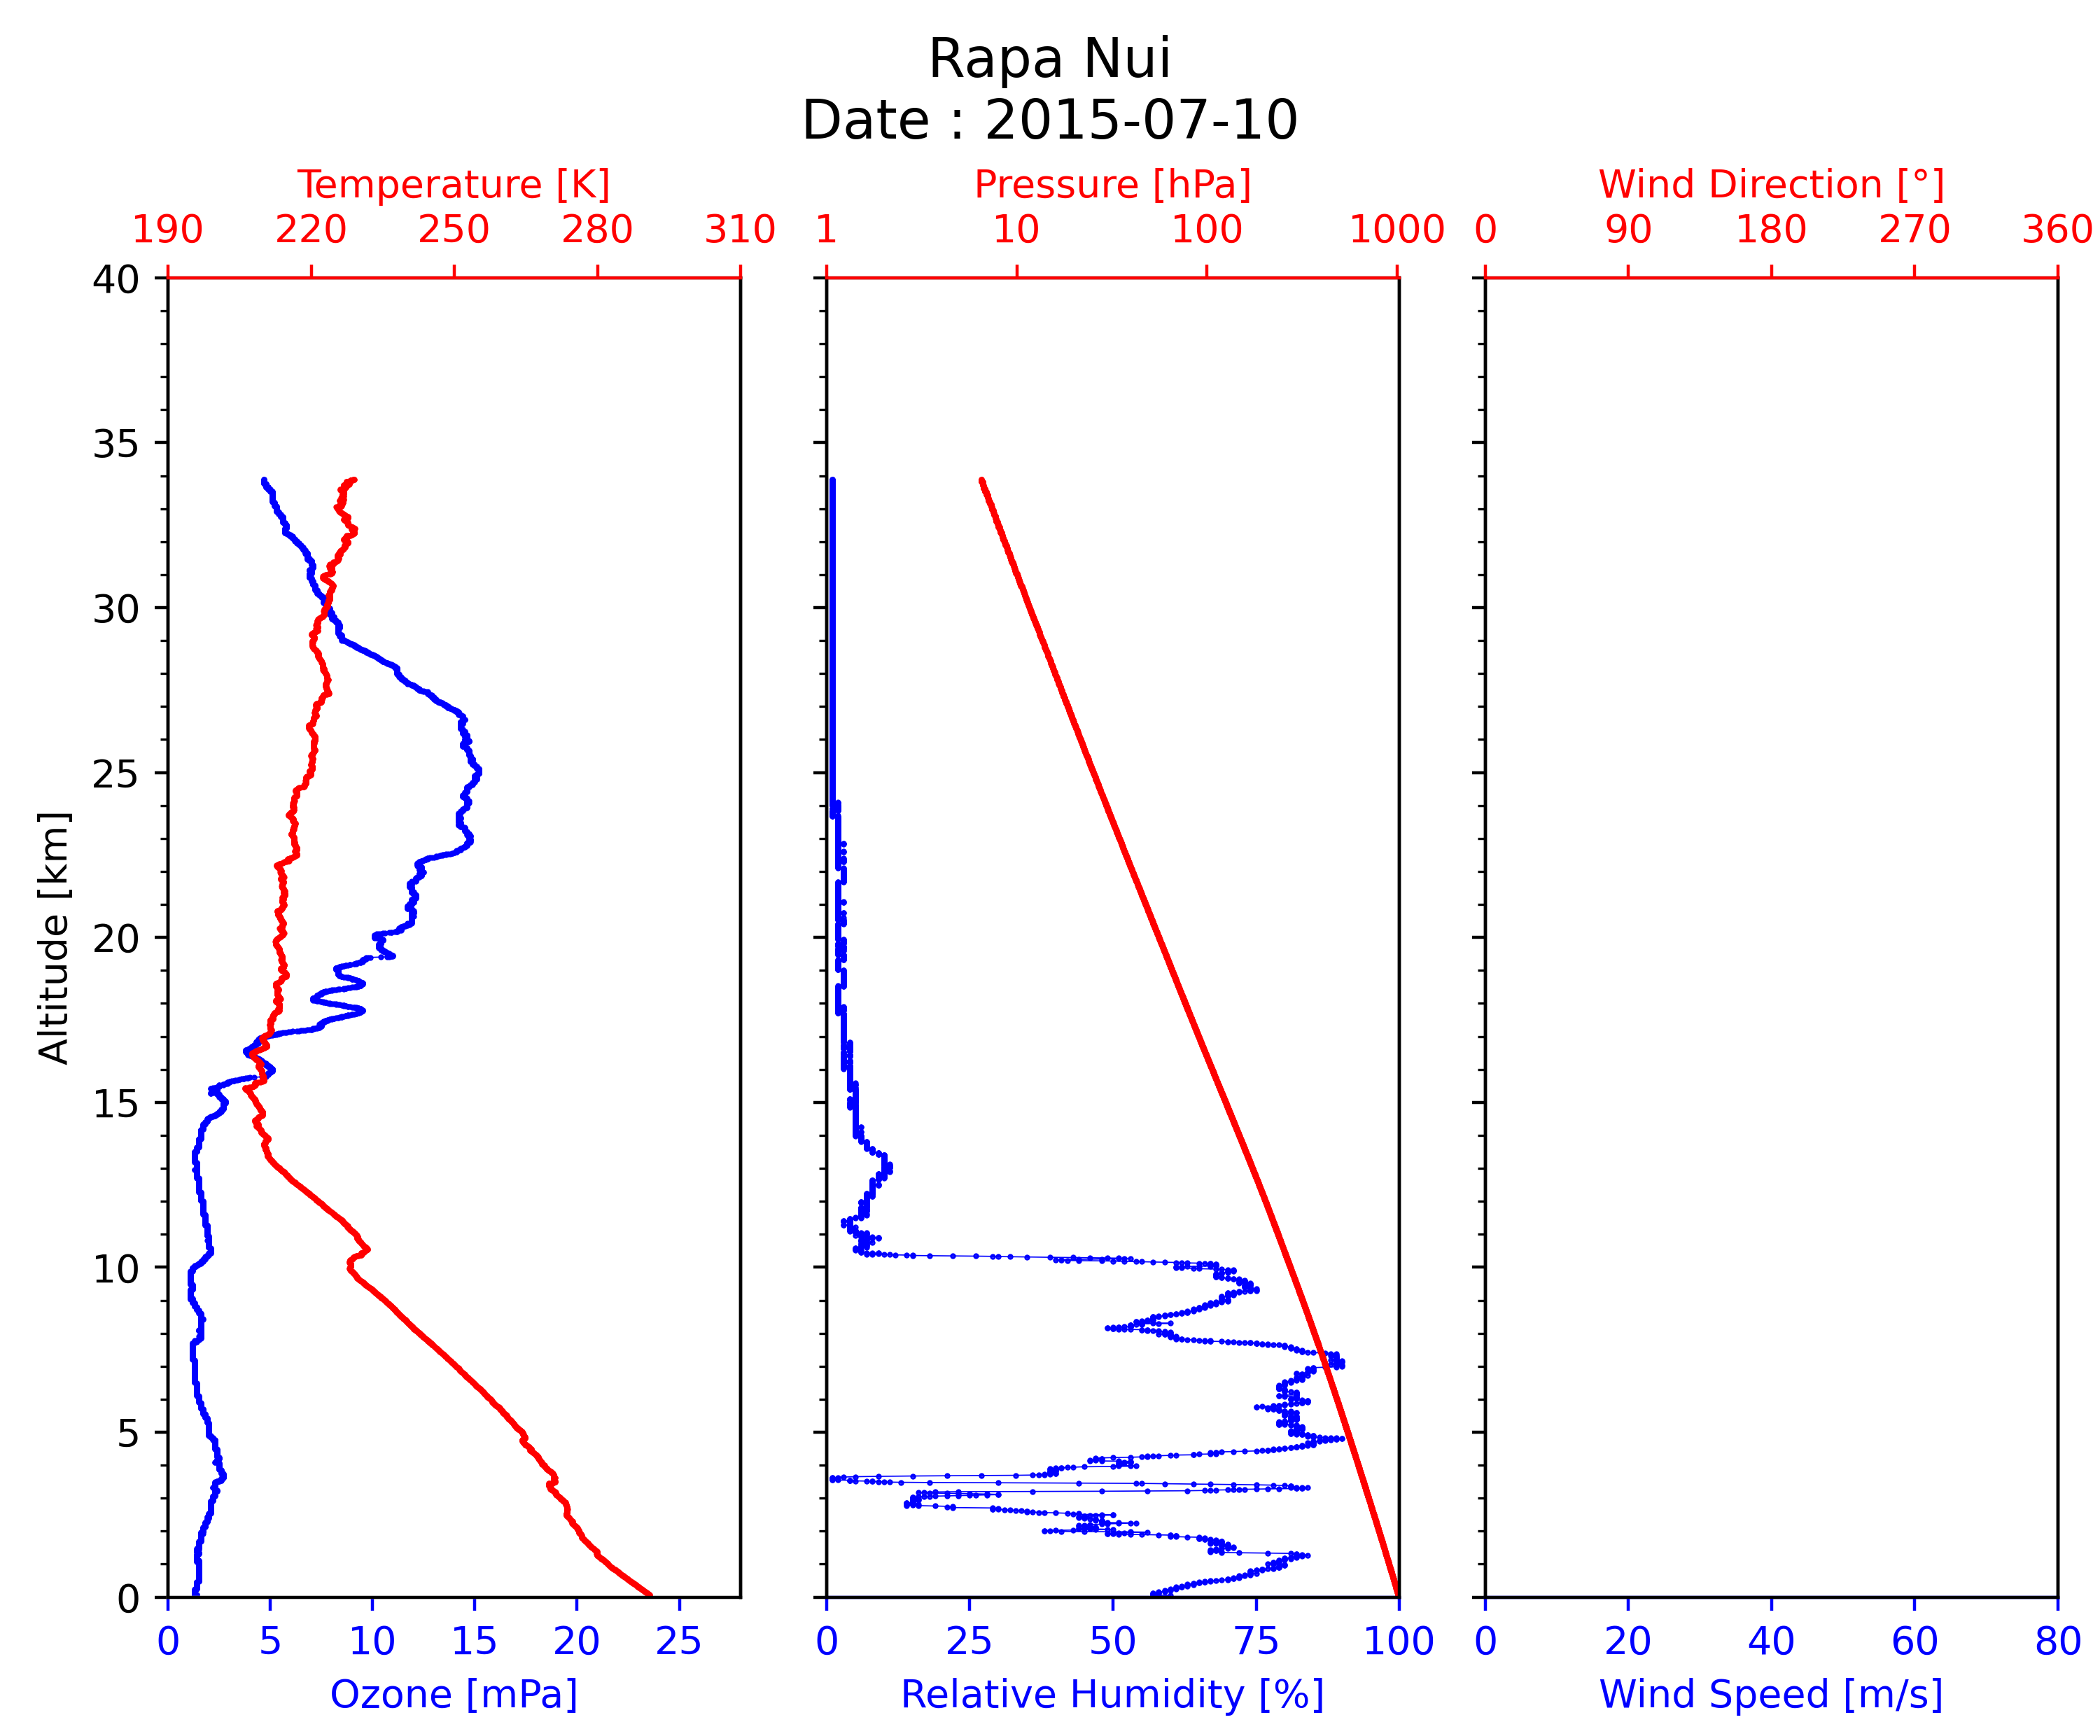 Rapa Nui
Date : 2015-07-10
Temperature [K]
190 220 250 280 310
Pressure [hPa]
1 10 100 1000
Wind Direction [°]
0 90 180 270 360
Altitude [km]
40
35
30
25
20
15
10
5
0
0 5 10 15 20 25
Ozone [mPa]
0 25 50 75 100
Relative Humidity [%]
0 20 40 60 80
Wind Speed [m/s]